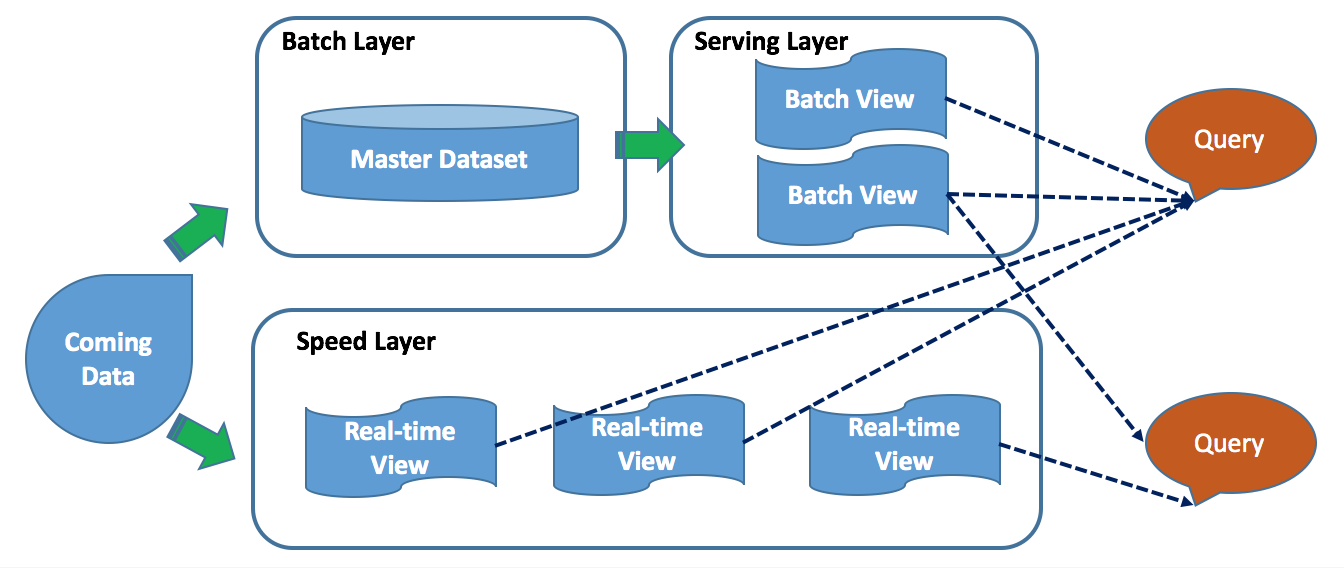 Batch Layer
Master Dataset
Serving Layer
Batch View
Batch View
Query
Coming
Data
Speed Layer
Real-time
View
Real-time
View
Real-time
View
Query